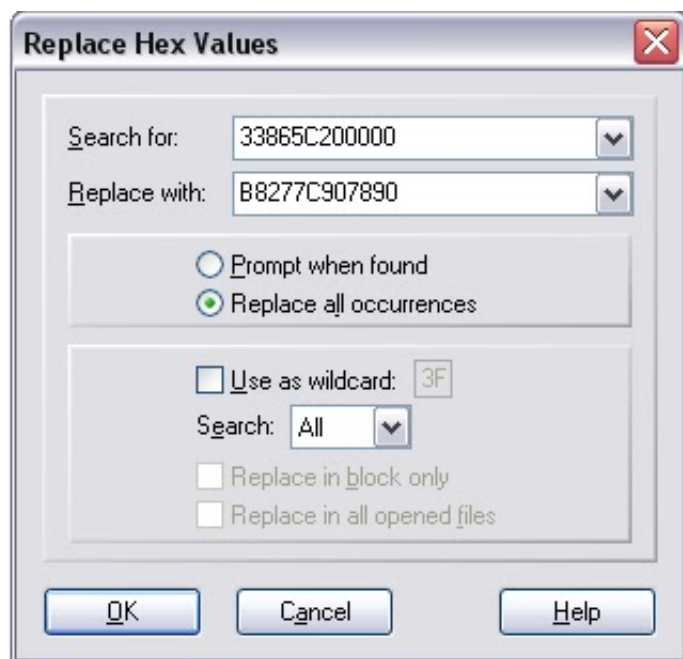 Replace Hex Values
Search for: 33865C200000
Replace with: B8277C907890
Prompt when found
Replace all occurrences
Use as wildcard: 3F
Search: All
Replace in block only
Replace in all opened files
OK Cancel Help